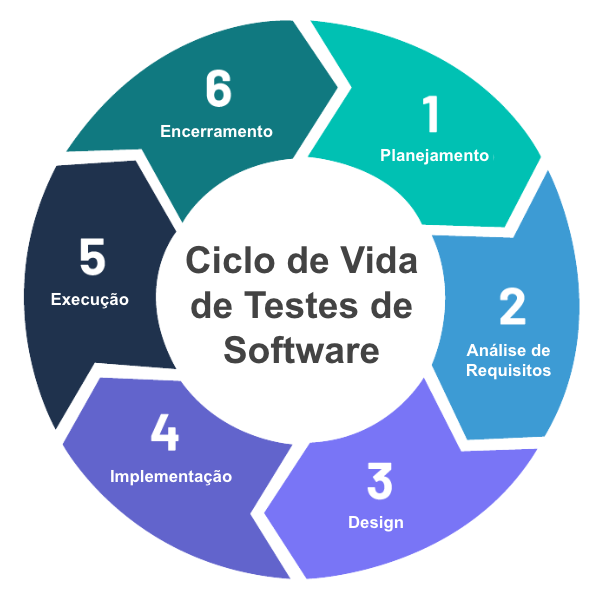 Ciclo de Vida
de Testes de
Software
1
Planejamento
2
Análise de
Requisitos
3
Design
4
Implementação
5
Execução
6
Encerramento